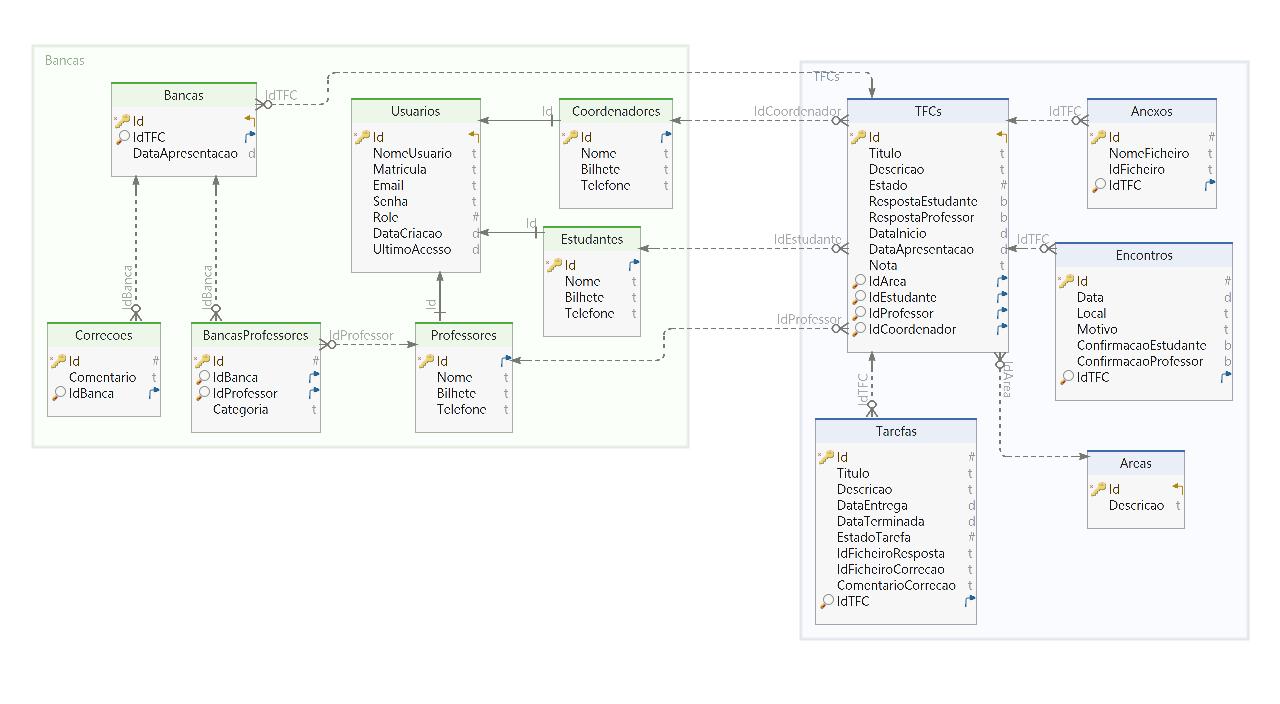 Bancas
Bancas
Id
IdTFC
DataApresentacao d
IdTFC
Usuarios
Id
NomeUsuario t
Matricula t
Email t
Senha t
Role #
DataCriacao d
UltimoAcesso d
Id
Coordenadores
Id
Nome t
Bilhete t
Telefone t
Id
Estudantes
Id
Nome t
Bilhete t
Telefone t
IdBanca
IdBanca
Id
Correcoes
Id #
Comentario t
IdBanca
BancasProfessores
Id #
IdBanca
IdProfessor
Categoria t
IdProfessor
Professores
Id
Nome t
Bilhete t
Telefone t
TFCs
IdCoordenador
IdEstudante
IdProfessor
TFCs
Id
Titulo t
Descricao t
Estado #
RespostaEstudante b
RespostaProfessor b
DataInicio d
DataApresentacao d
Nota t
IdArea
IdEstudante
IdProfessor
IdCoordenador
IdTFC
Anexos
Id #
NomeFicheiro t
IdFicheiro t
IdTFC
IdTFC
Encontros
Id #
Data d
Local t
Motivo t
ConfirmacaoEstudante b
ConfirmacaoProfessor b
IdTFC
IdTFC
IdArea
Tarefas
Id #
Titulo t
Descricao t
DataEntrega d
DataTerminada d
EstadoTarefa #
IdFicheiroResposta t
IdFicheiroCorrecao t
ComentarioCorrecao t
IdTFC
Areas
Id
Descricao t